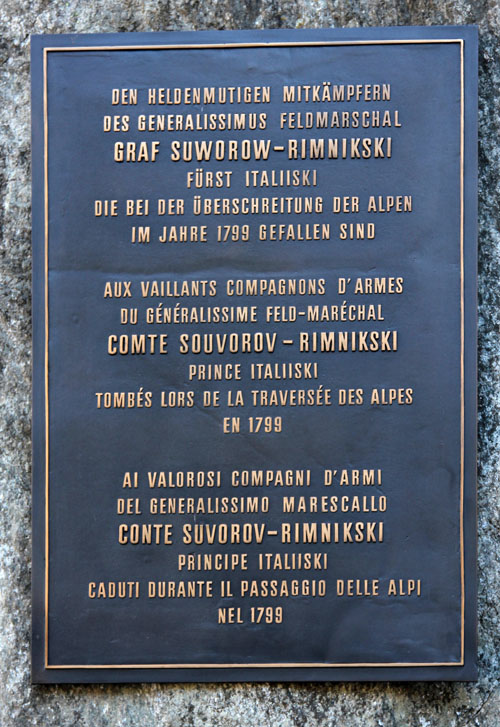 DEN HELDENMUTIGEN MITKÄMPFERN
DES GENERALISSIMUS FELDMARSCHAL
GRAF SUWOROW-RIMNIKSKI
FÜRST ITALIISKI
DIE BEI DER ÜBERSCHREITUNG DER ALPEN
IM JAHRE 1799 GEFALLEN SIND
AUX VAILLANTS COMPAGNONS D'ARMES
DU GÉNÉRALISSIME FELD-MARÉCHAL
COMTE SOUVOROV-RIMNIKSKI
PRINCE ITALIISKI
TOMBÉS LORS DE LA TRAVERSÉE DES ALPES
EN 1799
AI VALOROSI COMPAGNI D'ARMI
DEL GENERALISSIMO MARESCALLO
CONTE SUVOROV-RIMNIKSKI
PRINCIPE ITALIISKI
CADUTI DURANTE IL PASSAGGIO DELLE ALPI
NEL 1799